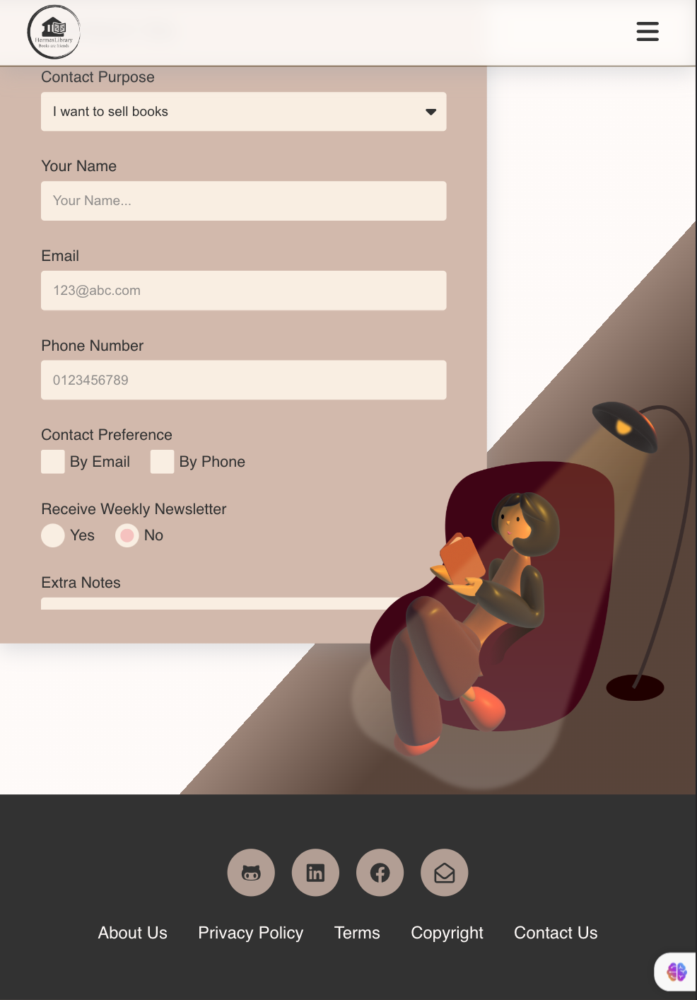 HermesLibrary
Books are friends
Contact Purpose
I want to sell books
Your Name
Your Name...
Email
123@abc.com
Phone Number
0123456789
Contact Preference
By Email By Phone
Receive Weekly Newsletter
Yes No
Extra Notes
in
About Us Privacy Policy Terms Copyright Contact Us